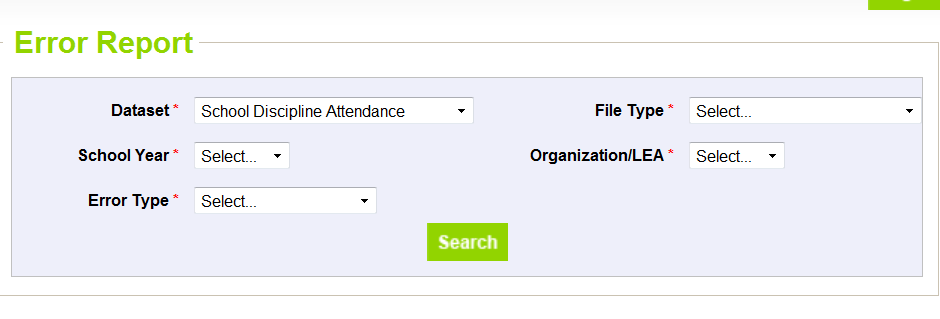 Error Report
Dataset * School Discipline Attendance File Type * Select...
School Year * Select... Organization/LEA * Select...
Error Type * Select...
Search